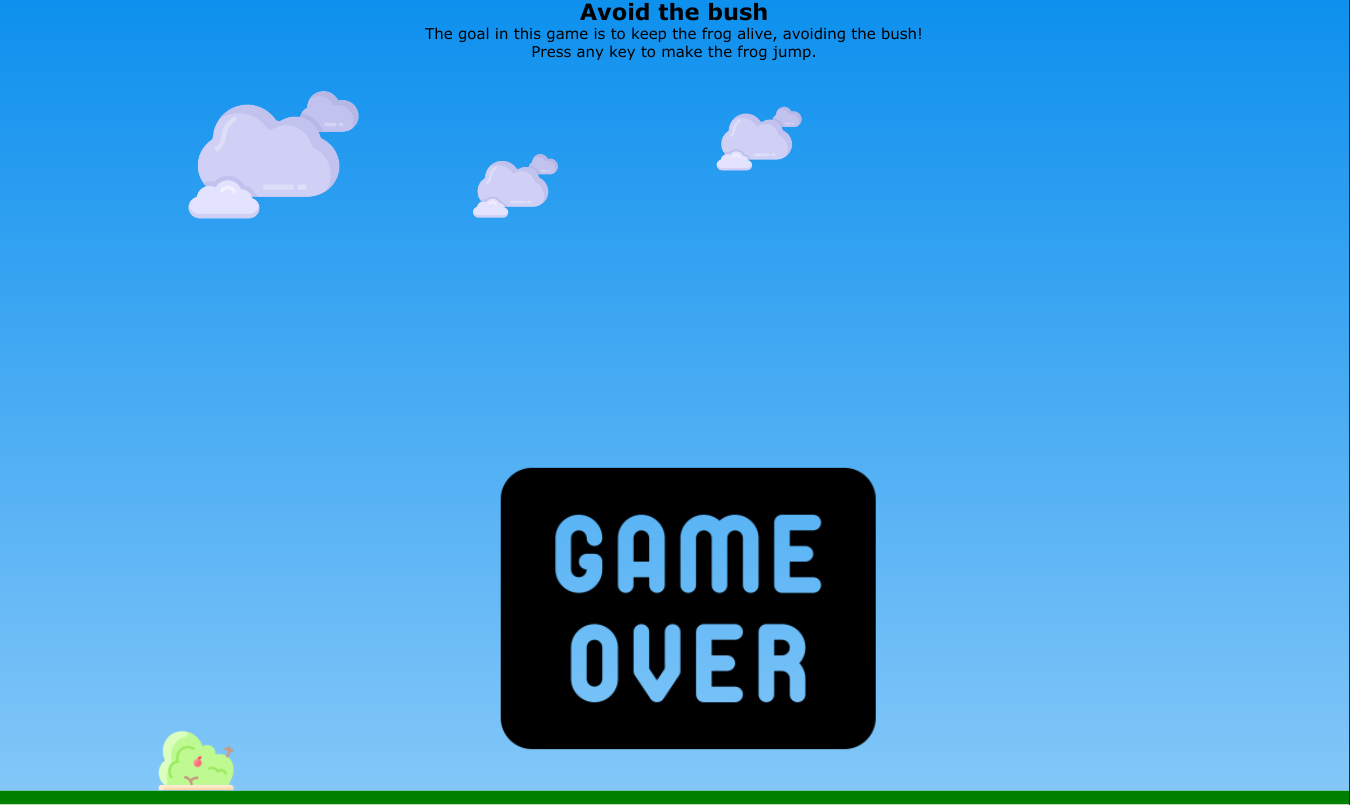 Avoid the bush
The goal in this game is to keep the frog alive, avoiding the bush!
Press any key to make the frog jump.
GAME
OVER